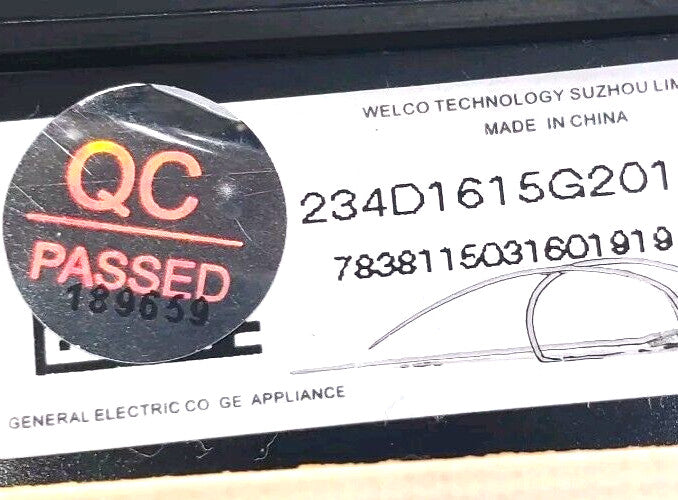 WELCO TECHNOLOGY SUZHOU LIM
MADE IN CHINA
QC
PASSED
189659
234D1615G201
7838115031601919
GENERAL ELECTRIC CO GE APPLIANCE